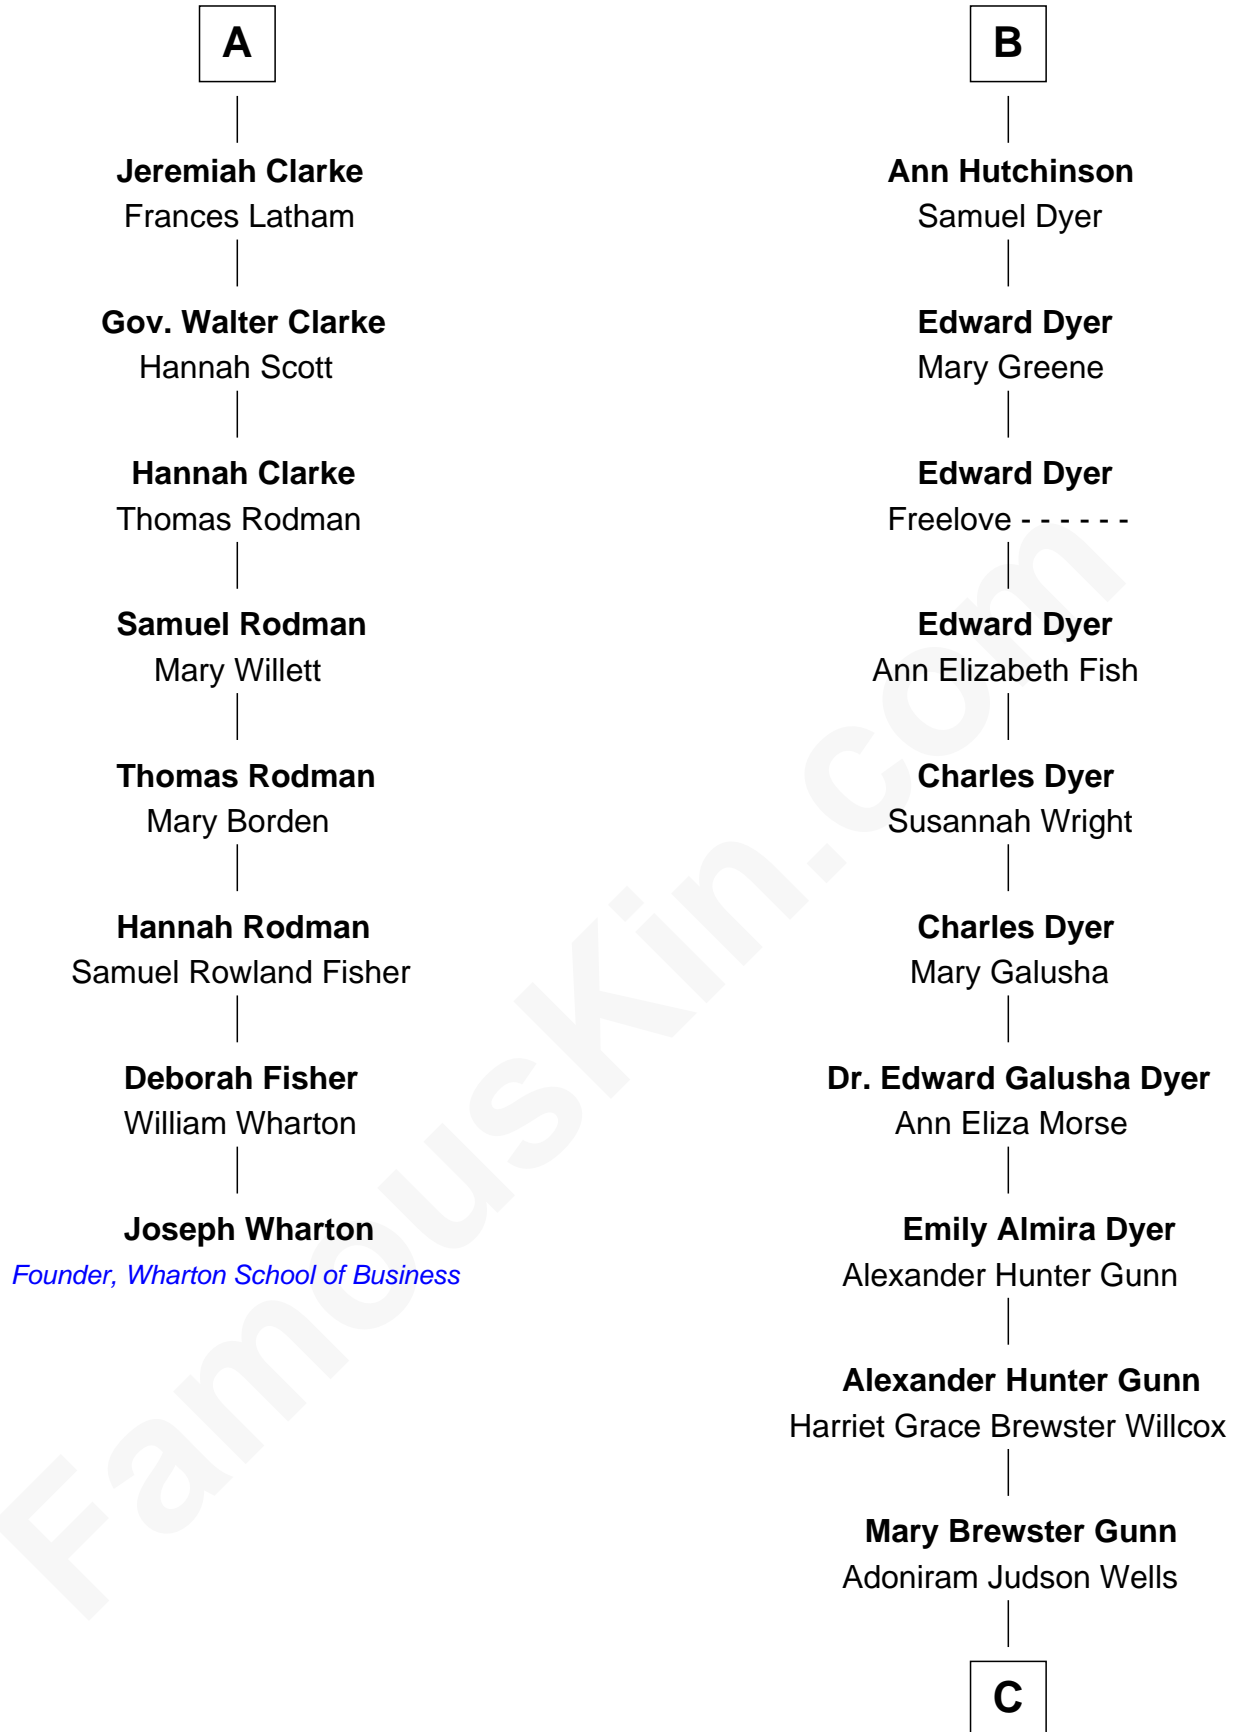 A
Jeremiah Clarke
Frances Latham
Gov. Walter Clarke
Hannah Scott
Hannah Clarke
Thomas Rodman
Samuel Rodman
Mary Willett
Thomas Rodman
Mary Borden
Hannah Rodman
Samuel Rowland Fisher
Deborah Fisher
William Wharton
Joseph Wharton
Founder, Wharton School of Business
B
Ann Hutchinson
Samuel Dyer
Edward Dyer
Mary Greene
Edward Dyer
Freelove - - - - - -
Edward Dyer
Ann Elizabeth Fish
Charles Dyer
Susannah Wright
Charles Dyer
Mary Galusha
Dr. Edward Galusha Dyer
Ann Eliza Morse
Emily Almira Dyer
Alexander Hunter Gunn
Alexander Hunter Gunn
Harriet Grace Brewster Willcox
Mary Brewster Gunn
Adoniram Judson Wells
C
FamousKin.com